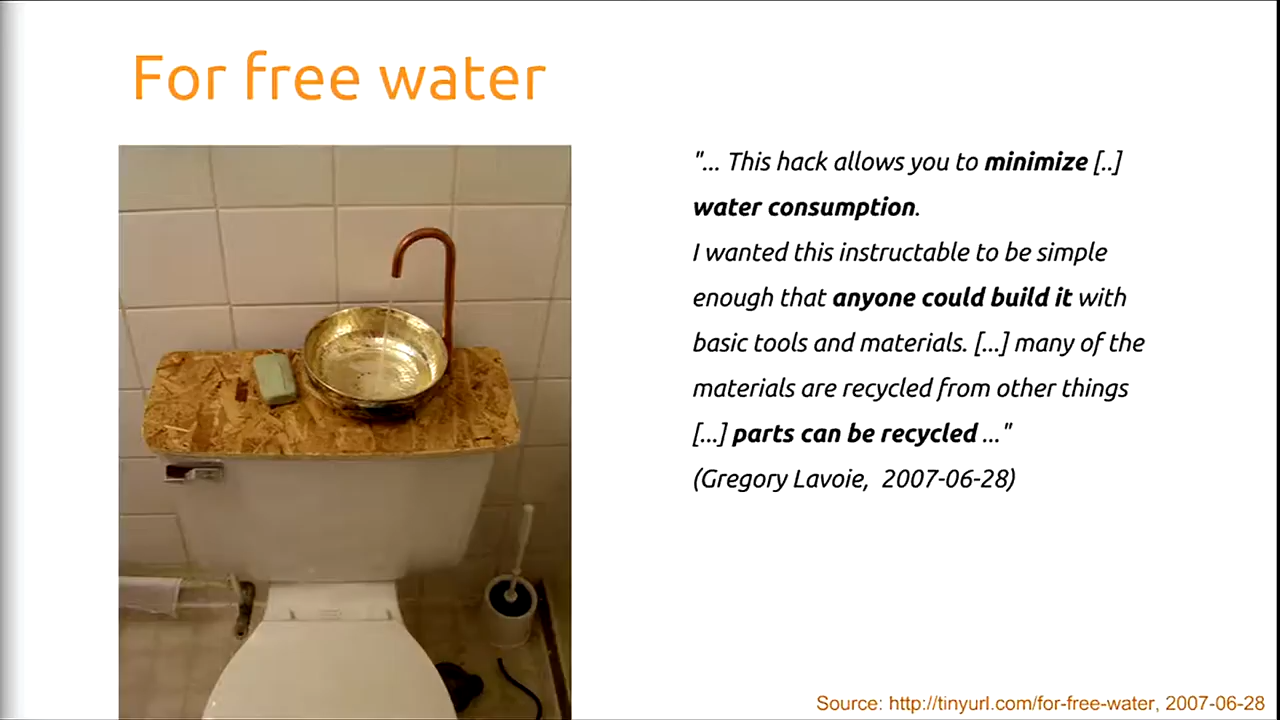 For free water
"... This hack allows you to minimize [..]
water consumption.
I wanted this instructable to be simple
enough that anyone could build it with
basic tools and materials. [...] many of the
materials are recycled from other things
[...] parts can be recycled ..."
(Gregory Lavoie, 2007-06-28)
Source: http://tinyurl.com/for-free-water, 2007-06-28